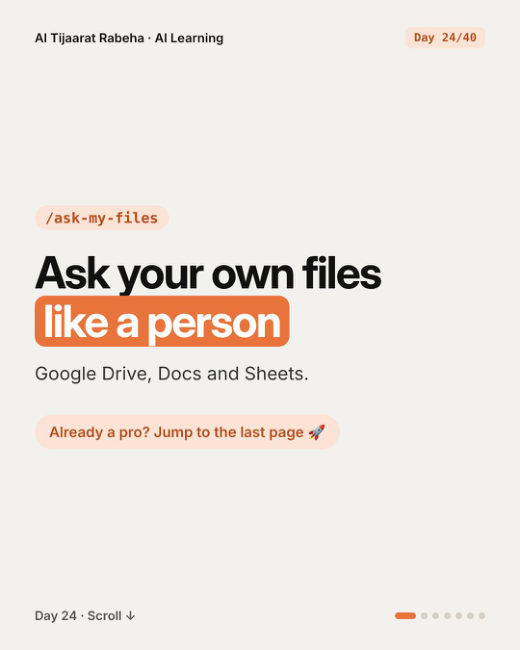 Al Tijaarat Rabeha · AI Learning
Day 24/40
/ask-my-files
Ask your own files
like a person
Google Drive, Docs and Sheets.
Already a pro? Jump to the last page 🚀
Day 24 · Scroll ↓